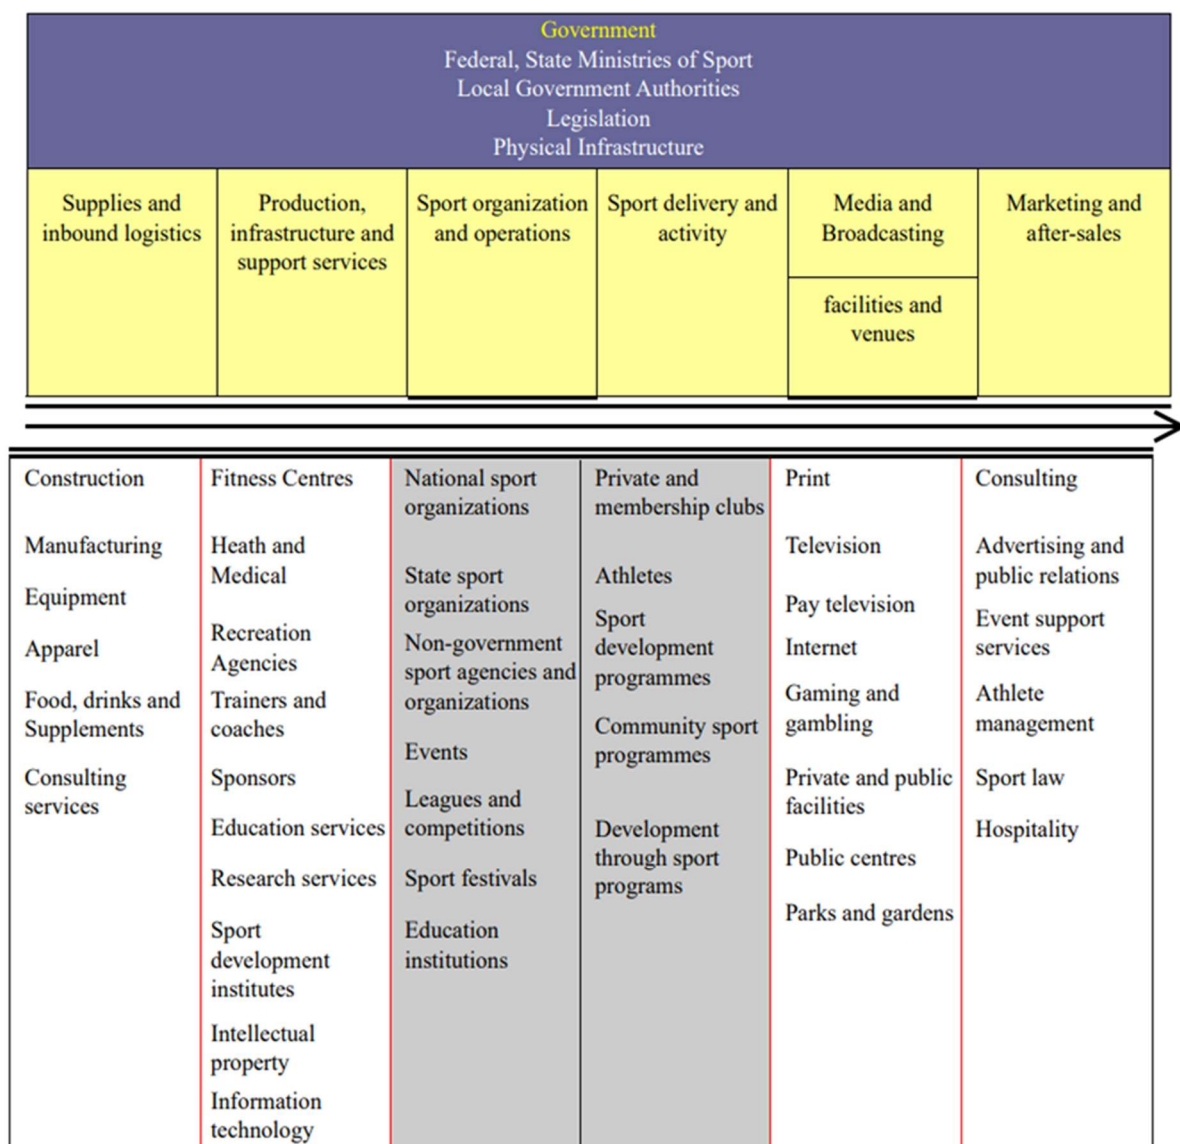 Government
Federal, State Ministries of Sport
Local Government Authorities
Legislation
Physical Infrastructure
Supplies and
inbound logistics
Production,
infrastructure and
support services
Sport organization
and operations
Sport delivery and
activity
Media and
Broadcasting
facilities and
venues
Marketing and
after-sales
Construction
Manufacturing
Equipment
Apparel
Food, drinks and
Supplements
Consulting
services
Fitness Centres
Heath and
Medical
Recreation
Agencies
Trainers and
coaches
Sponsors
Education services
Research services
Sport
development
institutes
Intellectual
property
Information
technology
National sport
organizations
State sport
organizations
Non-government
sport agencies and
organizations
Events
Leagues and
competitions
Sport festivals
Education
institutions
Private and
membership clubs
Athletes
Sport
development
programmes
Community sport
programmes
Development
through sport
programs
Print
Television
Pay television
Internet
Gaming and
gambling
Private and public
facilities
Public centres
Parks and gardens
Consulting
Advertising and
public relations
Event support
services
Athlete
management
Sport law
Hospitality